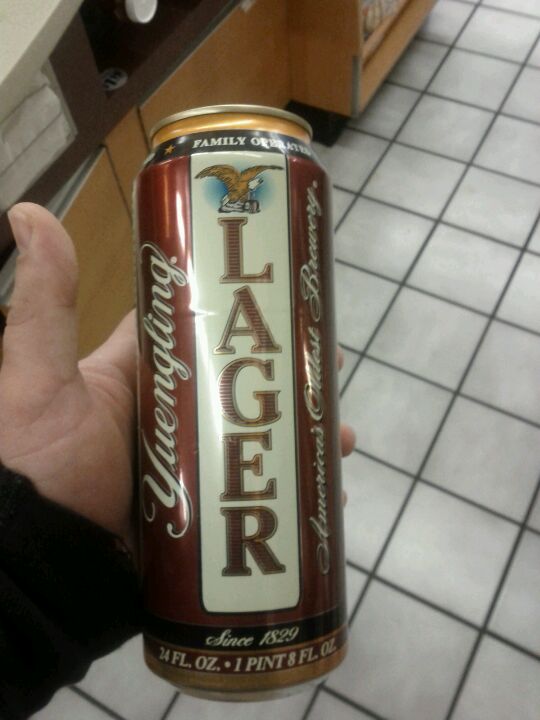 FAMILY OPERATED
Yuengling
LAGER
America's Oldest Brewery.
Since 1829
24 FL. OZ. • 1 PINT 8 FL. OZ.